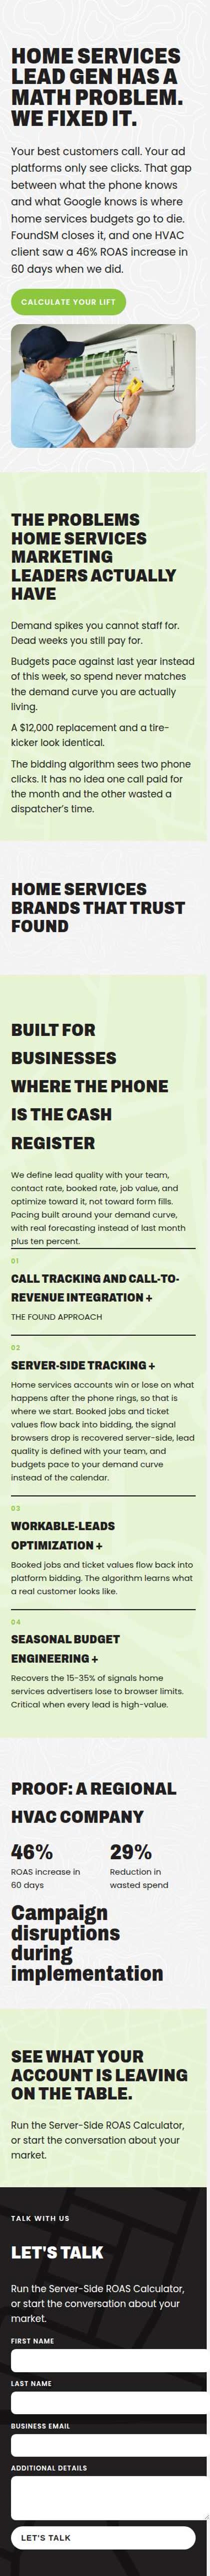 HOME SERVICES
LEAD GEN HAS A
MATH PROBLEM.
WE FIXED IT.
Your best customers call. Your ad
platforms only see clicks. That gap
between what the phone knows
and what Google knows is where
home services budgets go to die.
FoundSM closes it, and one HVAC
client saw a 46% ROAS increase in
60 days when we did.
CALCULATE YOUR LIFT
THE PROBLEMS
HOME SERVICES
MARKETING
LEADERS ACTUALLY
HAVE
Demand spikes you cannot staff for.
Dead weeks you still pay for.
Budgets pace against last year instead
of this week, so spend never matches
the demand curve you are actually
living.
A $12,000 replacement and a tire-
kicker look identical.
The bidding algorithm sees two phone
clicks. It has no idea one call paid for
the month and the other wasted a
dispatcher's time.
HOME SERVICES
BRANDS THAT TRUST
FOUND
BUILT FOR
BUSINESSES
WHERE THE PHONE
IS THE CASH
REGISTER
We define lead quality with your team,
contact rate, booked rate, job value, and
optimize toward it, not toward form fills.
Pacing built around your demand curve,
with real forecasting instead of last month
plus ten percent.
01
CALL TRACKING AND CALL-TO-
REVENUE INTEGRATION +
THE FOUND APPROACH
02
SERVER-SIDE TRACKING +
Home services accounts win or lose on what
happens after the phone rings, so that is
where we start. Booked jobs and ticket
values flow back into bidding, the signal
browsers drop is recovered server-side, lead
quality is defined with your team, and
budgets pace to your demand curve
instead of the calendar.
03
WORKABLE-LEADS
OPTIMIZATION +
Booked jobs and ticket values flow back into
platform bidding. The algorithm learns what
a real customer looks like.
04
SEASONAL BUDGET
ENGINEERING +
Recovers the 15-35% of signals home
services advertisers lose to browser limits.
Critical when every lead is high-value.
PROOF: A REGIONAL
HVAC COMPANY
46%
ROAS increase in
60 days
29%
Reduction in
wasted spend
Campaign
disruptions
during
implementation
SEE WHAT YOUR
ACCOUNT IS LEAVING
ON THE TABLE.
Run the Server-Side ROAS Calculator,
or start the conversation about your
market.
TALK WITH US
LET'S TALK
Run the Server-Side ROAS Calculator,
or start the conversation about your
market.
FIRST NAME
LAST NAME
BUSINESS EMAIL
ADDITIONAL DETAILS
LET'S TALK